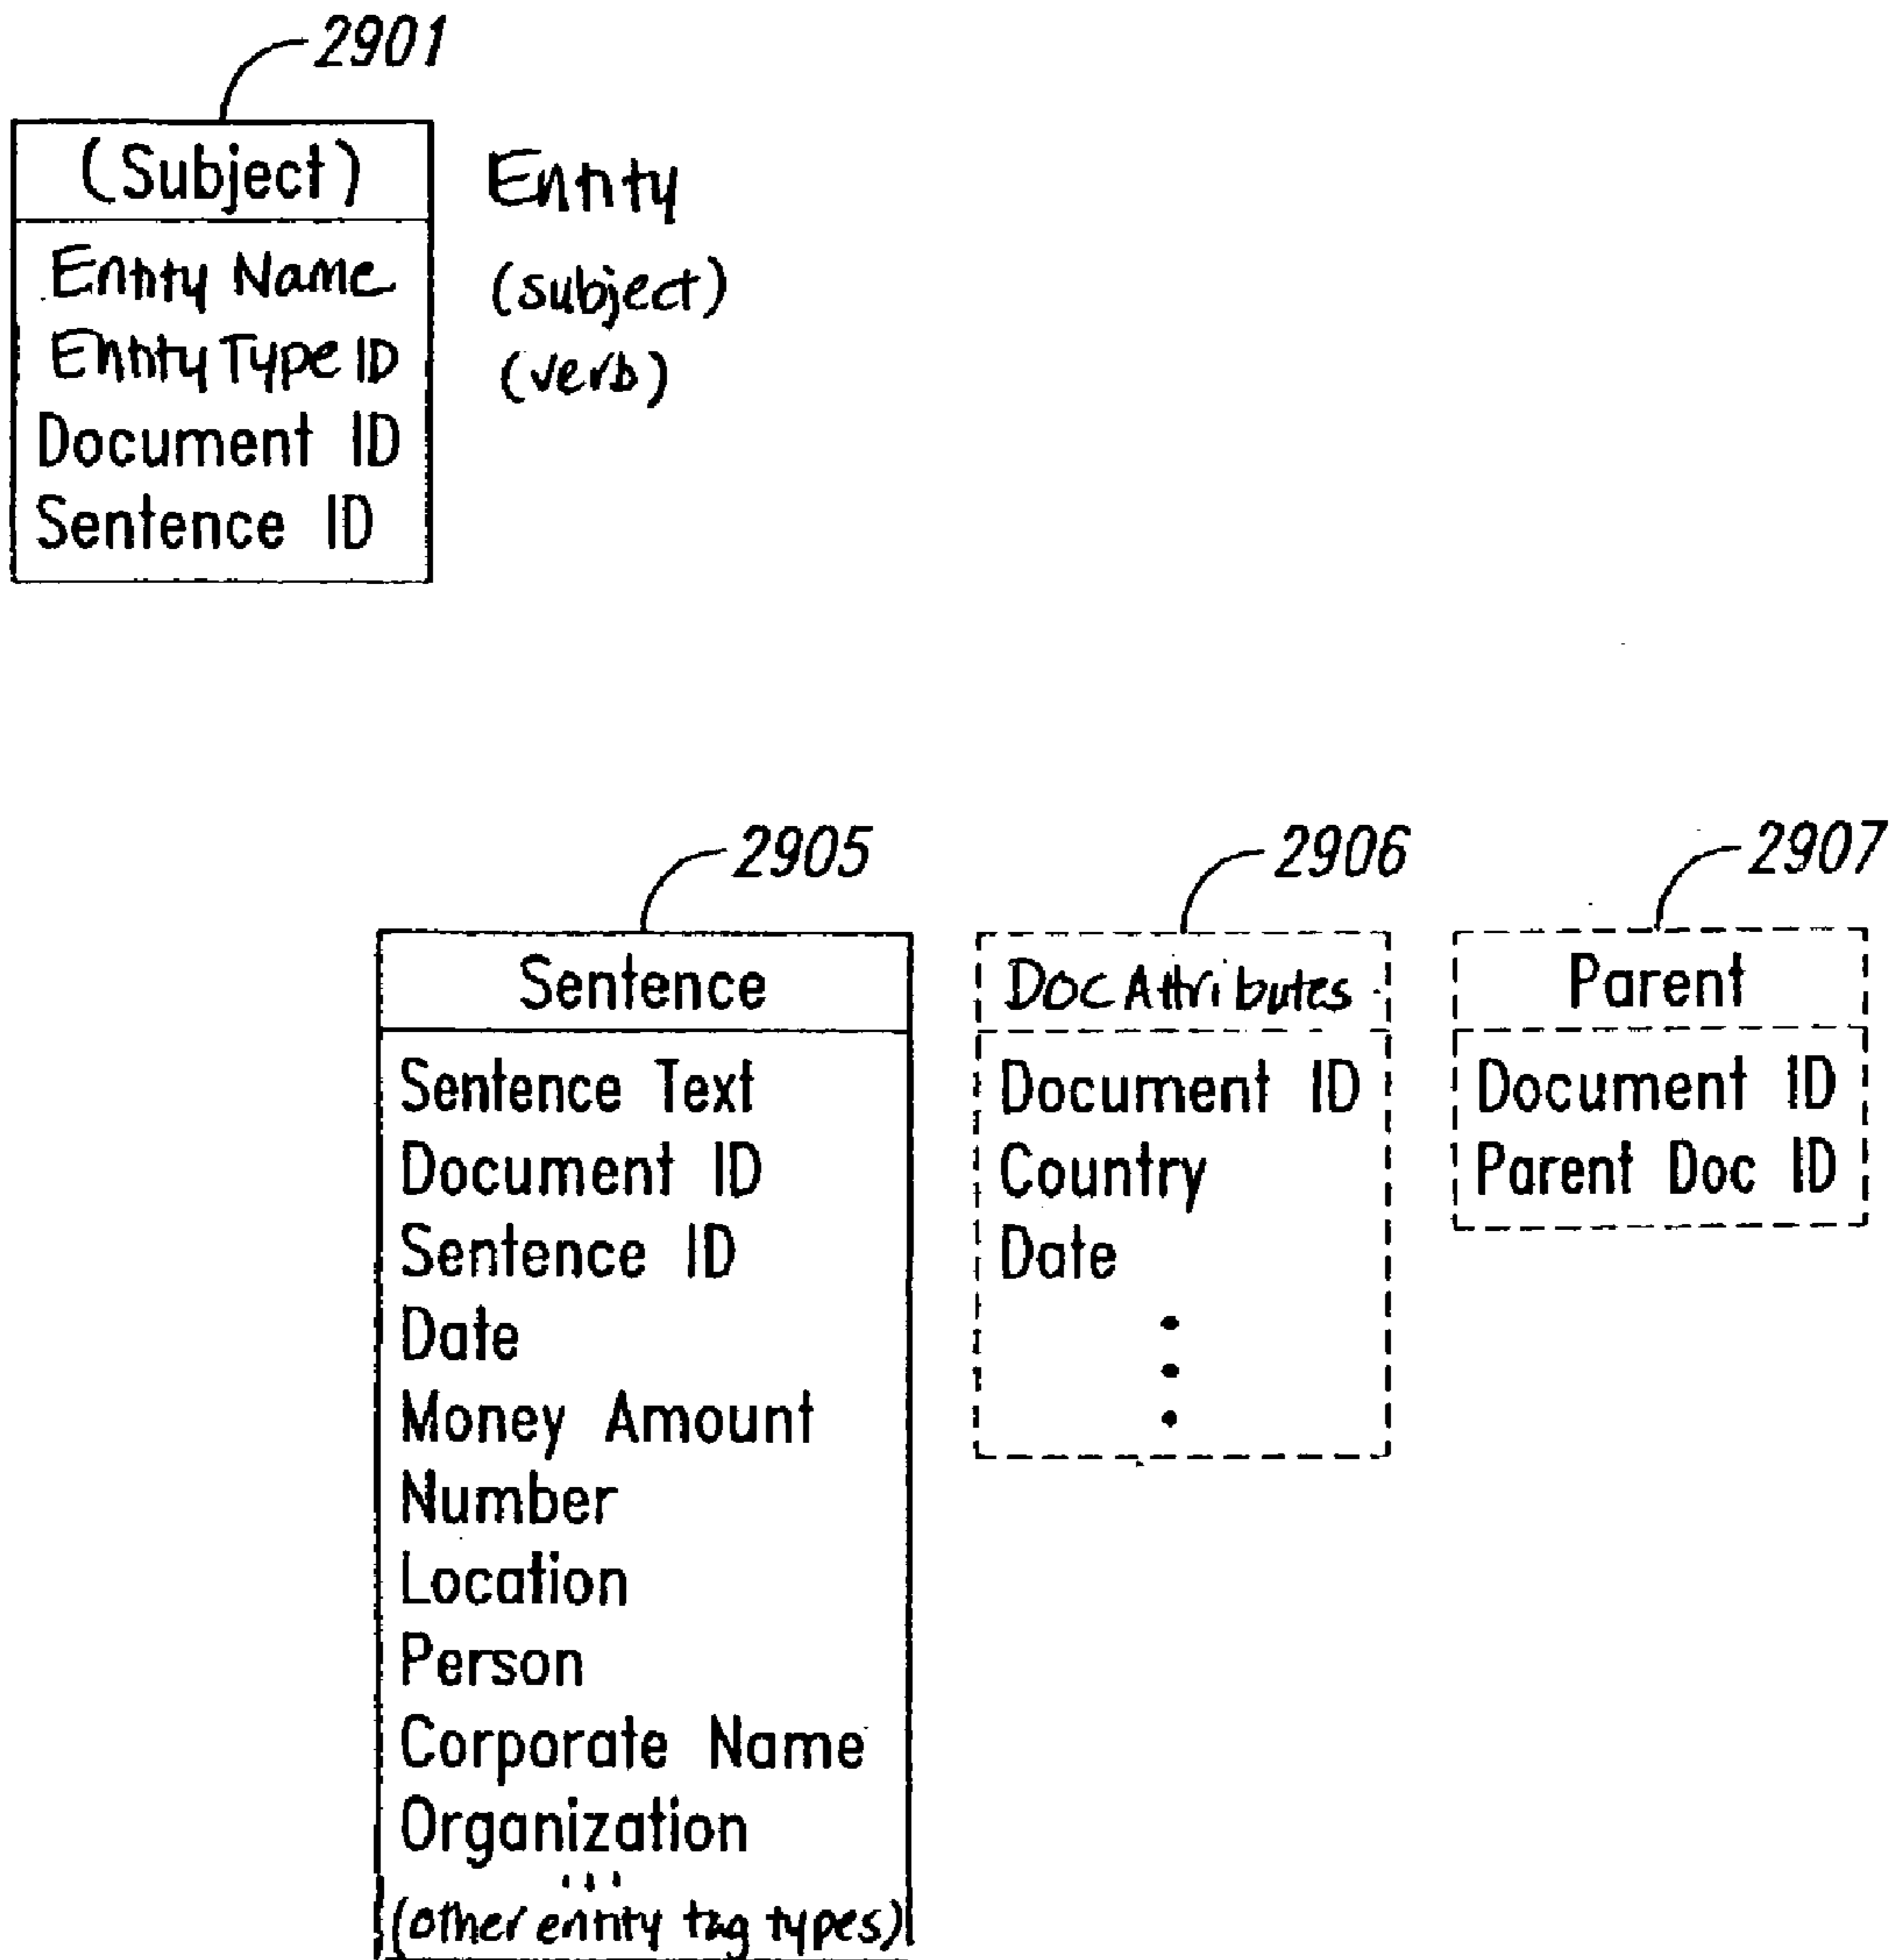 2901
(Subject)
Entity Name
Entity Type ID
Document ID
Sentence ID
Entity
(subject)
(verb)
2905
Sentence
Sentence Text
Document ID
Sentence ID
Date
Money Amount
Number
Location
Person
Corporate Name
Organization
...
(other entity tag types)
2906
Doc Attributes
Document ID
Country
Date
2907
Parent
Document ID
Parent Doc ID